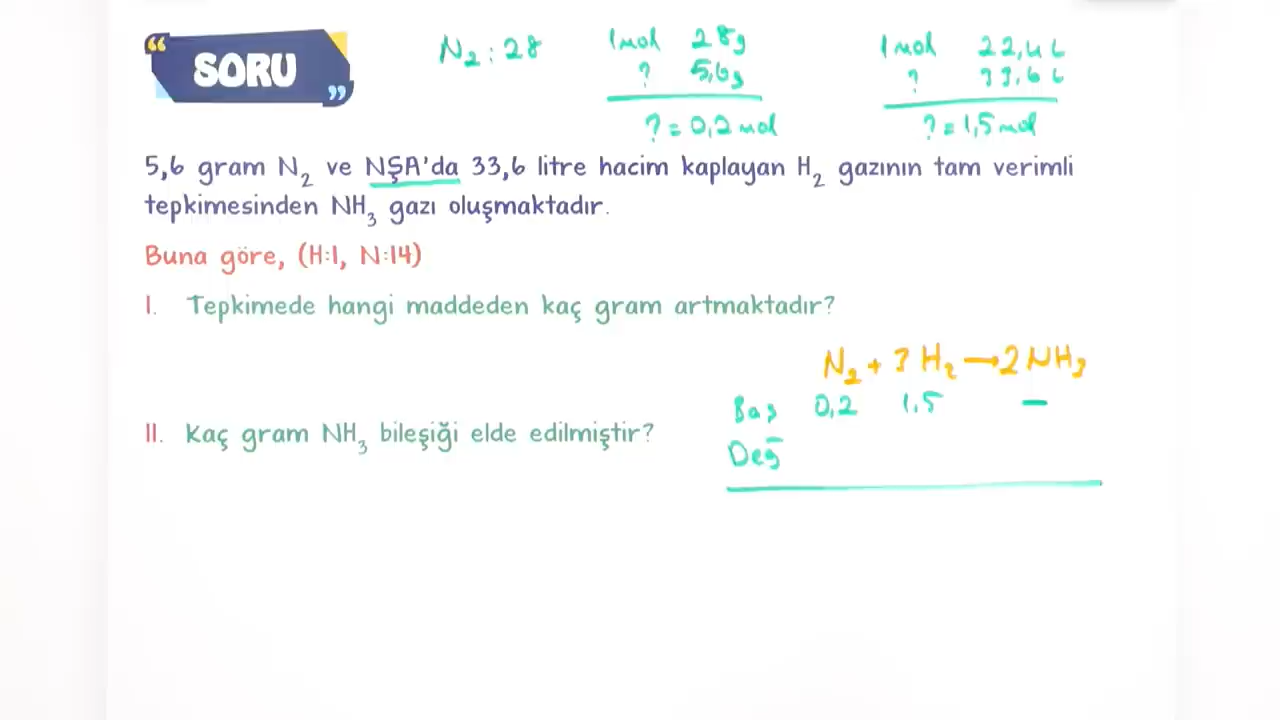 SORU
N₂ : 28
1 mol 28g
? 5,6g
? = 0,2 mol
1 mol 22,4 L
? 33,6 L
? = 1,5 mol
5,6 gram N₂ ve NŞA'da 33,6 litre hacim kaplayan H₂ gazının tam verimli
tepkimesinden NH₃ gazı oluşmaktadır.
Buna göre, (H:1, N:14)
I. Tepkimede hangi maddeden kaç gram artmaktadır?
N₂ + 3 H₂ → 2 NH₃
Baş 0,2 1,5 –
II. Kaç gram NH₃ bileşiği elde edilmiştir?
Değ